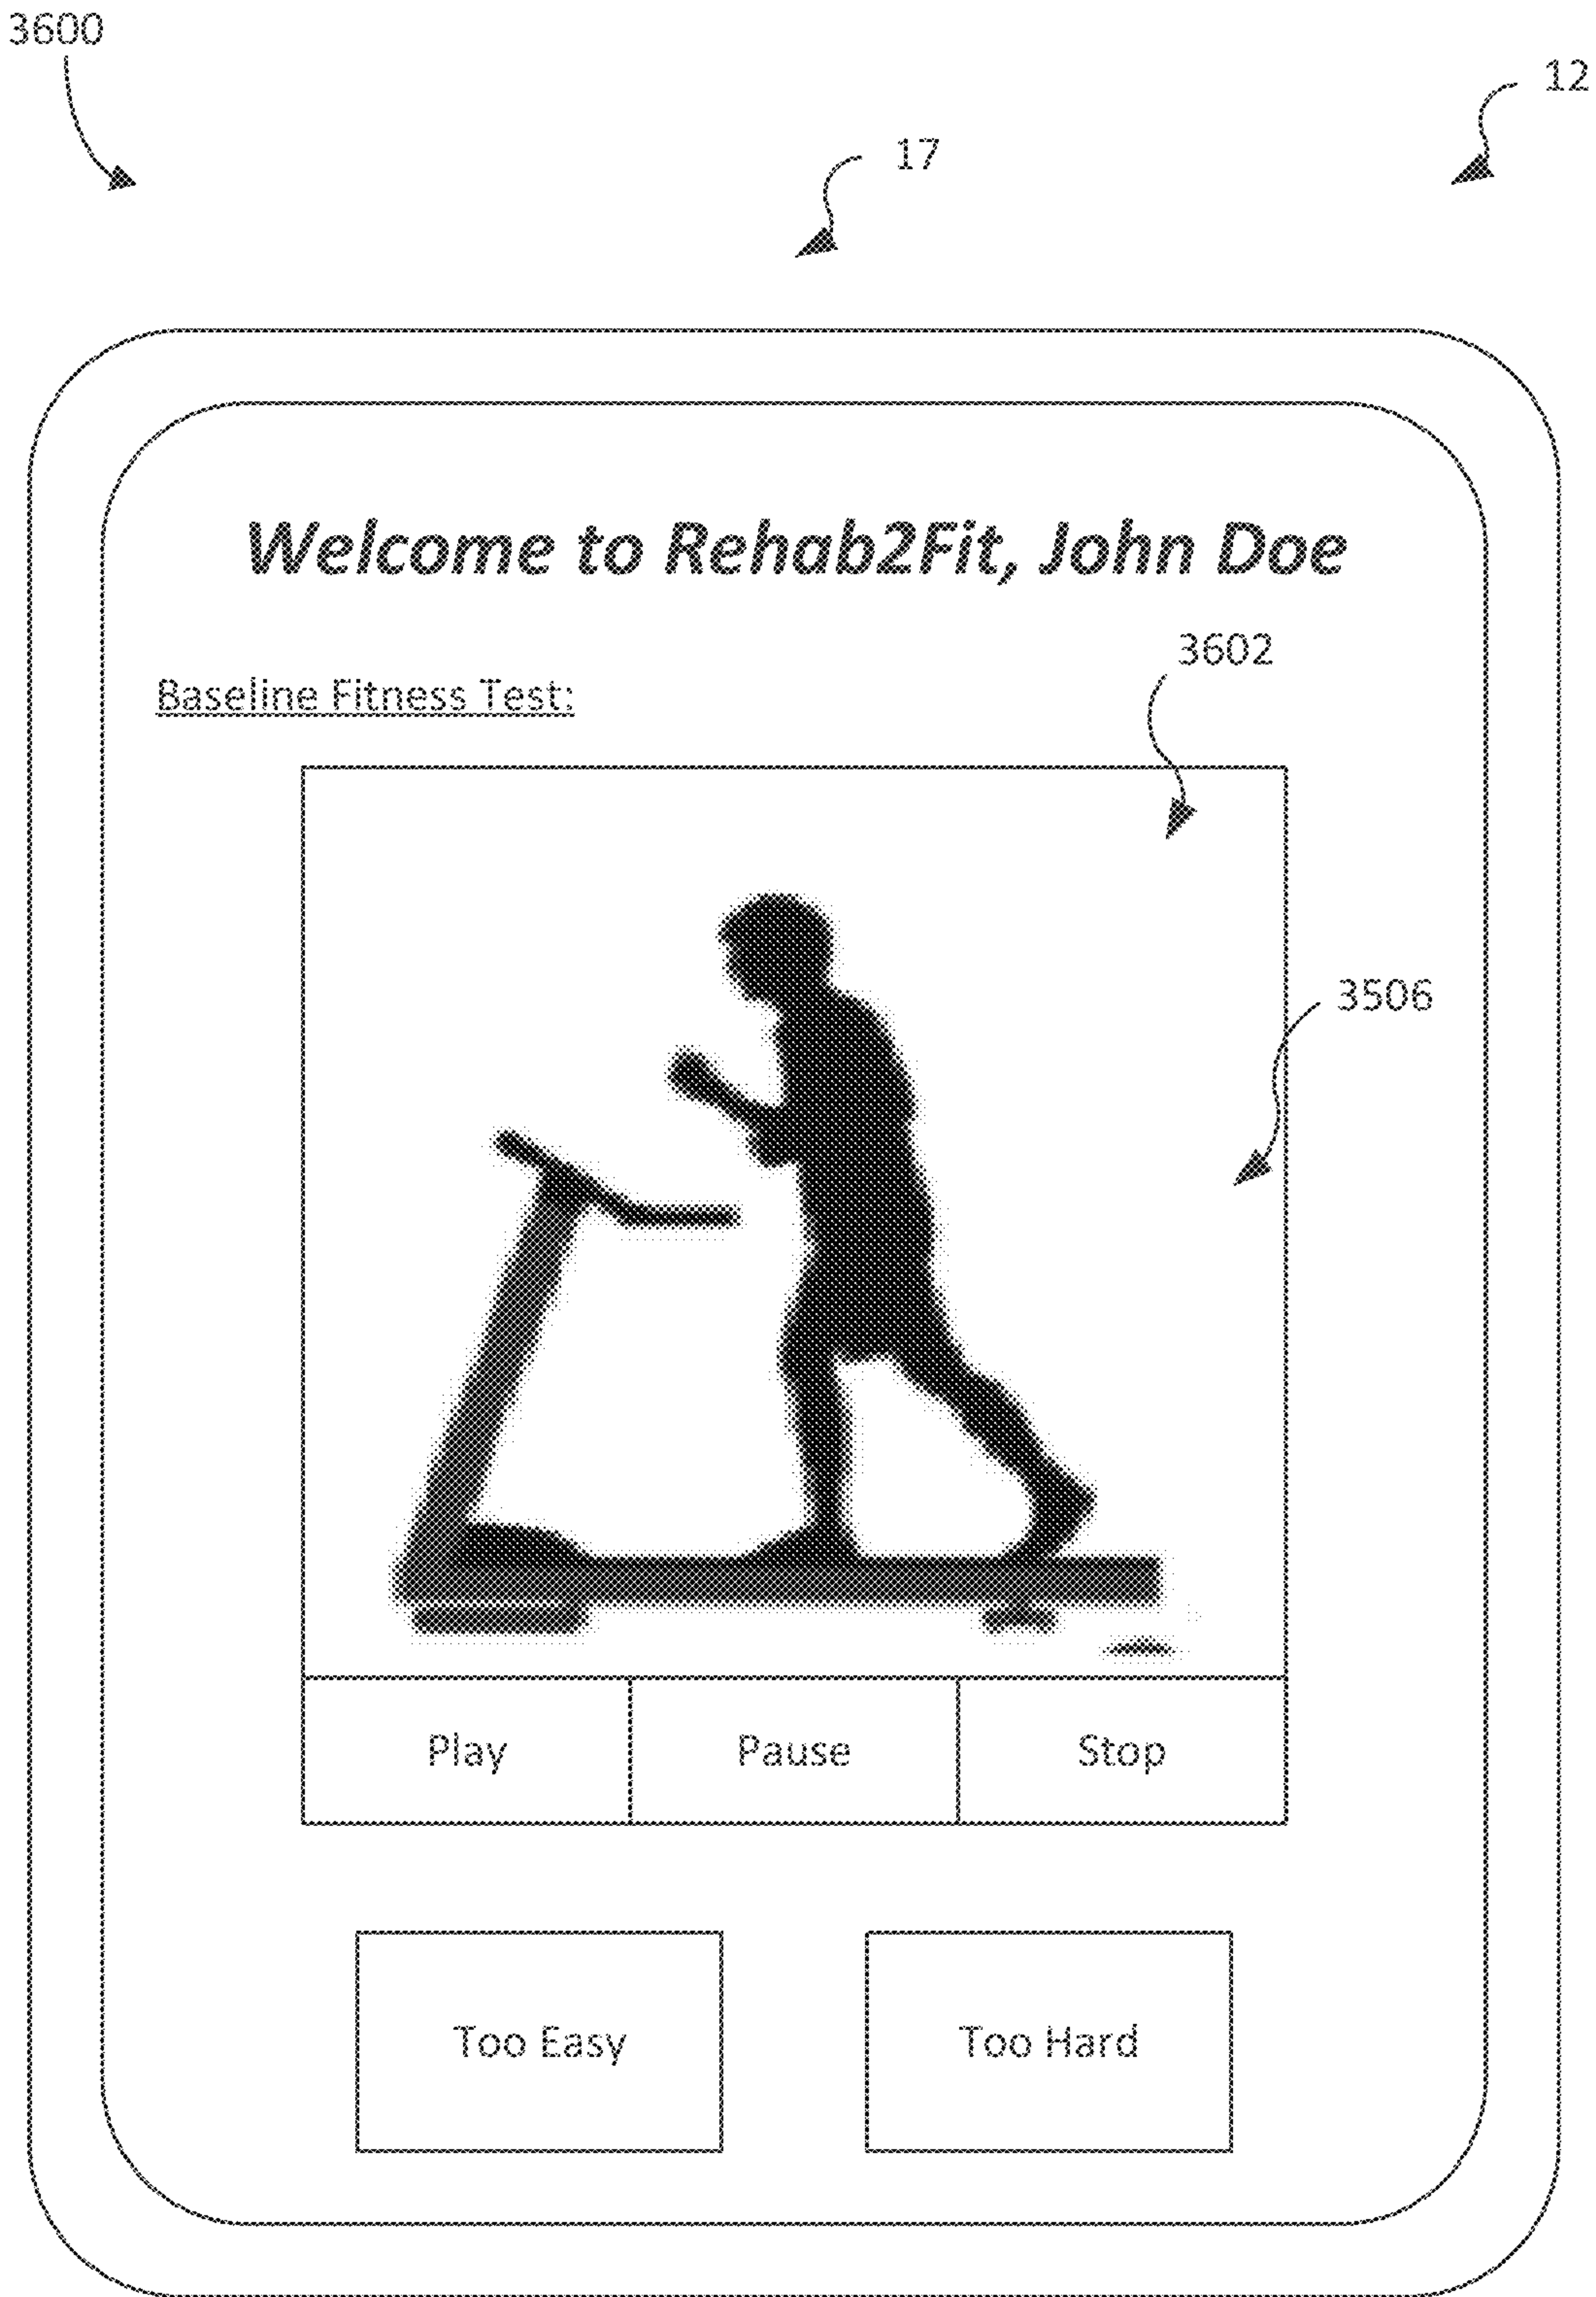 3600
12
17
Welcome to Rehab2Fit, John Doe
3602
Baseline Fitness Test:
3506
Play
Pause
Stop
Too Easy
Too Hard